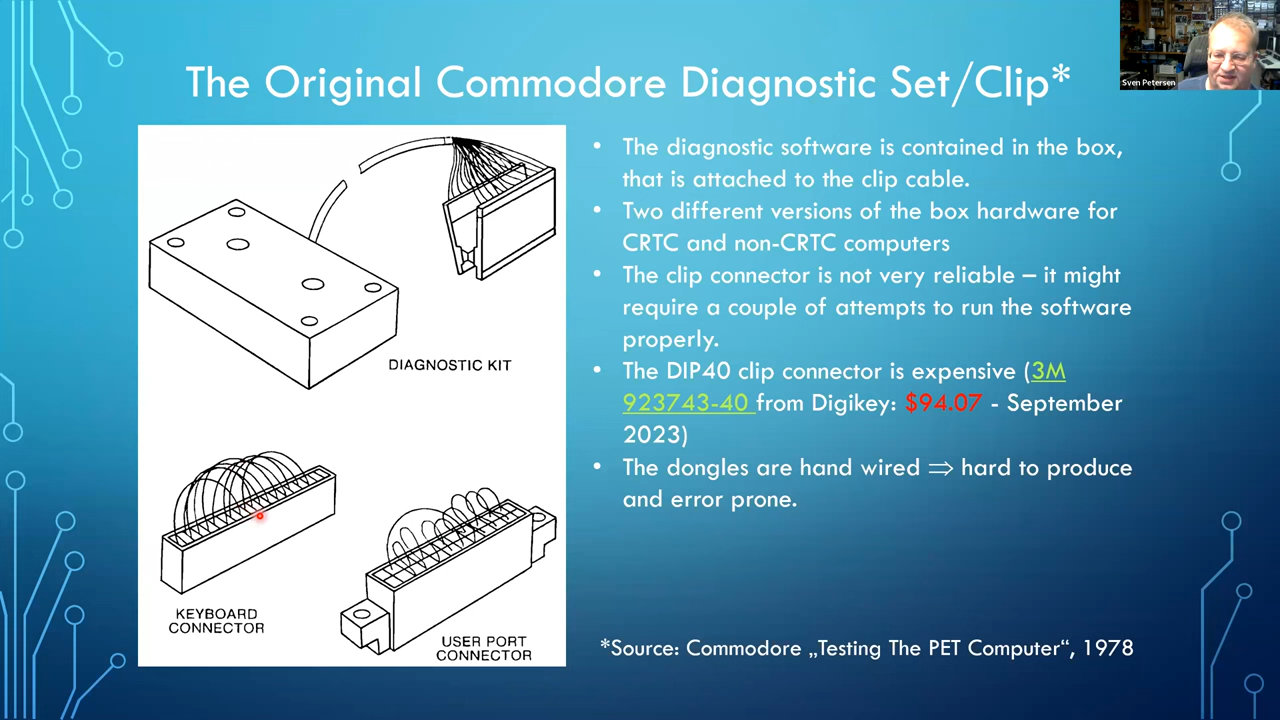 The Original Commodore Diagnostic Set/Clip*
Sven Petersen
DIAGNOSTIC KIT
KEYBOARD
CONNECTOR
USER PORT
CONNECTOR
• The diagnostic software is contained in the box,
that is attached to the clip cable.
• Two different versions of the box hardware for
CRTC and non-CRTC computers
• The clip connector is not very reliable – it might
require a couple of attempts to run the software
properly.
• The DIP40 clip connector is expensive (3M
923743-40 from Digikey: $94.07 - September
2023)
• The dongles are hand wired ⇒ hard to produce
and error prone.
*Source: Commodore „Testing The PET Computer“, 1978